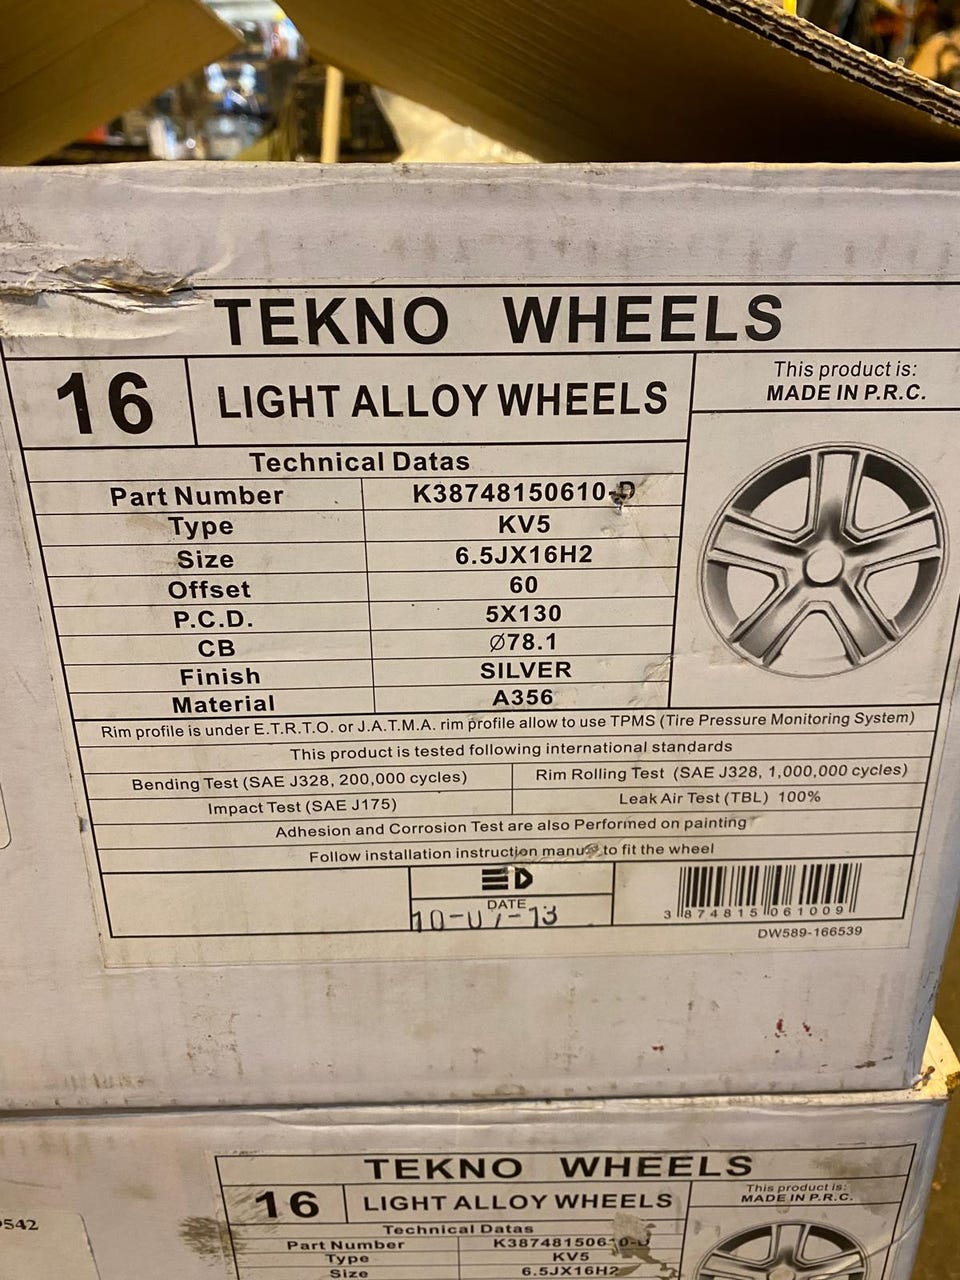 TEKNO WHEELS
16 LIGHT ALLOY WHEELS
This product is:
MADE IN P.R.C.
Technical Datas
Part Number K38748150610-D
Type KV5
Size 6.5JX16H2
Offset 60
P.C.D. 5X130
CB Ø78.1
Finish SILVER
Material A356
Rim profile is under E.T.R.T.O. or J.A.T.M.A. rim profile allow to use TPMS (Tire Pressure Monitoring System)
This product is tested following international standards
Bending Test (SAE J328, 200,000 cycles) Rim Rolling Test (SAE J328, 1,000,000 cycles)
Impact Test (SAE J175) Leak Air Test (TBL) 100%
Adhesion and Corrosion Test are also Performed on painting
Follow installation instruction manual to fit the wheel
DATE
10-07-13
3 874815 061009
DW589-166539
TEKNO WHEELS
16 LIGHT ALLOY WHEELS
This product is:
MADE IN P.R.C.
Technical Datas
Part Number K38748150610-D
Type KV5
Size 6.5JX16H2